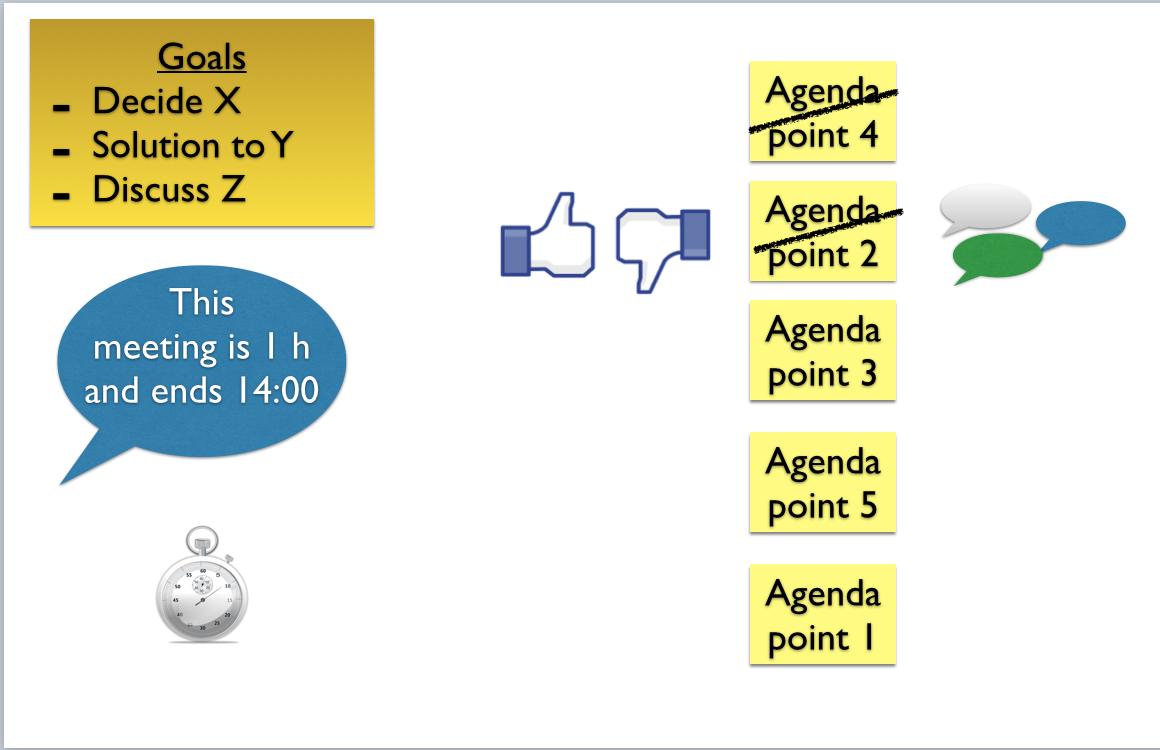 Goals
- Decide X
- Solution to Y
- Discuss Z
This
meeting is 1 h
and ends 14:00
Agenda
point 4
Agenda
point 2
Agenda
point 3
Agenda
point 5
Agenda
point 1